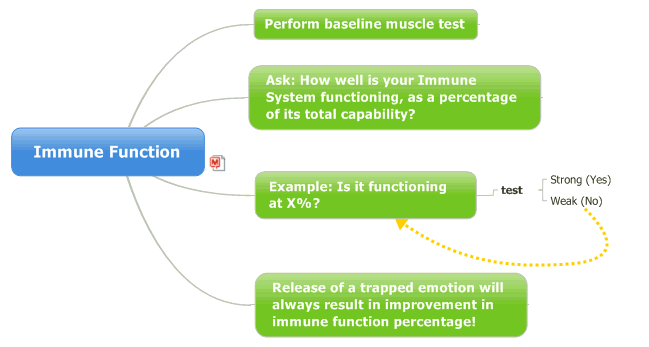 Perform baseline muscle test
Ask: How well is your Immune
System functioning, as a percentage
of its total capability?
Immune Function
Example: Is it functioning
at X%?
test
Strong (Yes)
Weak (No)
Release of a trapped emotion will
always result in improvement in
immune function percentage!